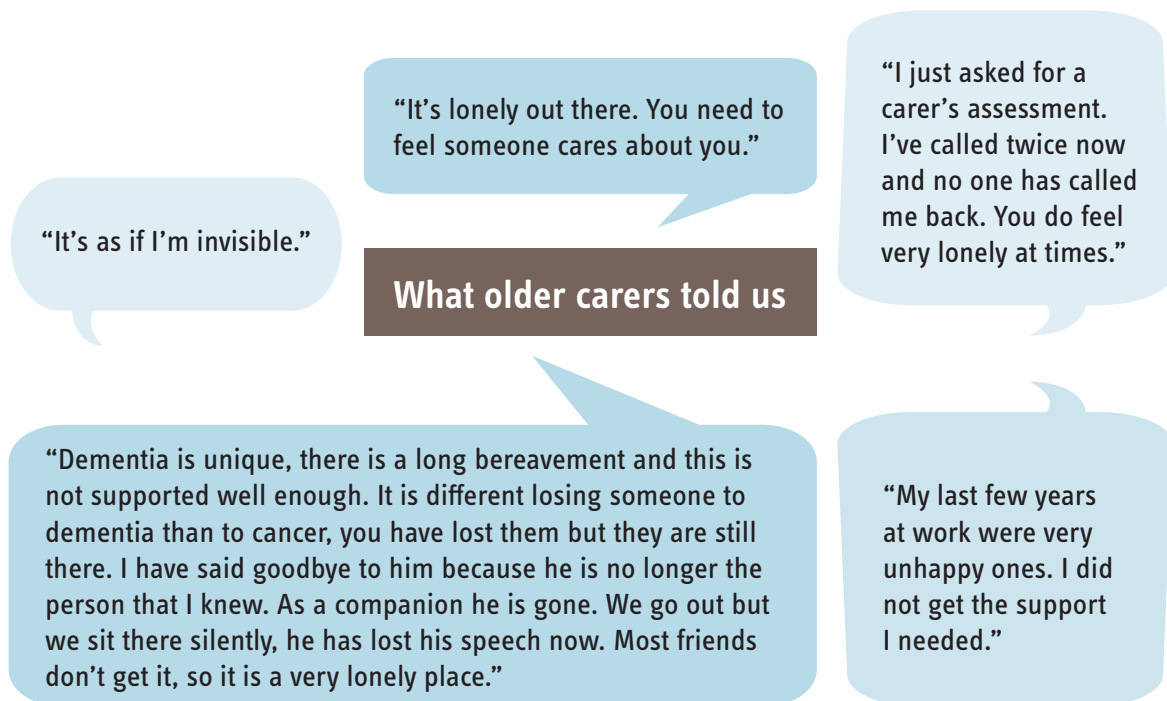 “It’s lonely out there. You need to
feel someone cares about you.”
“I just asked for a
carer’s assessment.
I’ve called twice now
and no one has called
me back. You do feel
very lonely at times.”
“It’s as if I’m invisible.”
What older carers told us
“Dementia is unique, there is a long bereavement and this is
not supported well enough. It is different losing someone to
dementia than to cancer, you have lost them but they are still
there. I have said goodbye to him because he is no longer the
person that I knew. As a companion he is gone. We go out but
we sit there silently, he has lost his speech now. Most friends
don’t get it, so it is a very lonely place.”
“My last few years
at work were very
unhappy ones. I did
not get the support
I needed.”